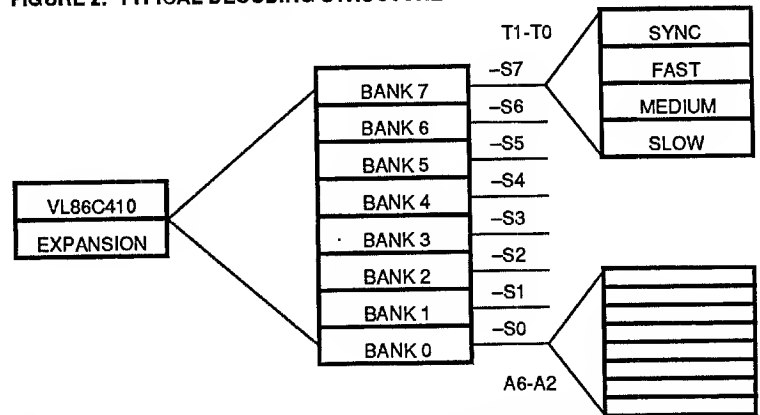 FIGURE 2. TYPICAL DECODING STRUCTURE
T1-T0
SYNC
FAST
MEDIUM
SLOW
–S7
–S6
–S5
–S4
–S3
–S2
–S1
–S0
BANK 7
BANK 6
BANK 5
BANK 4
BANK 3
BANK 2
BANK 1
BANK 0
VL86C410
EXPANSION
A6-A2